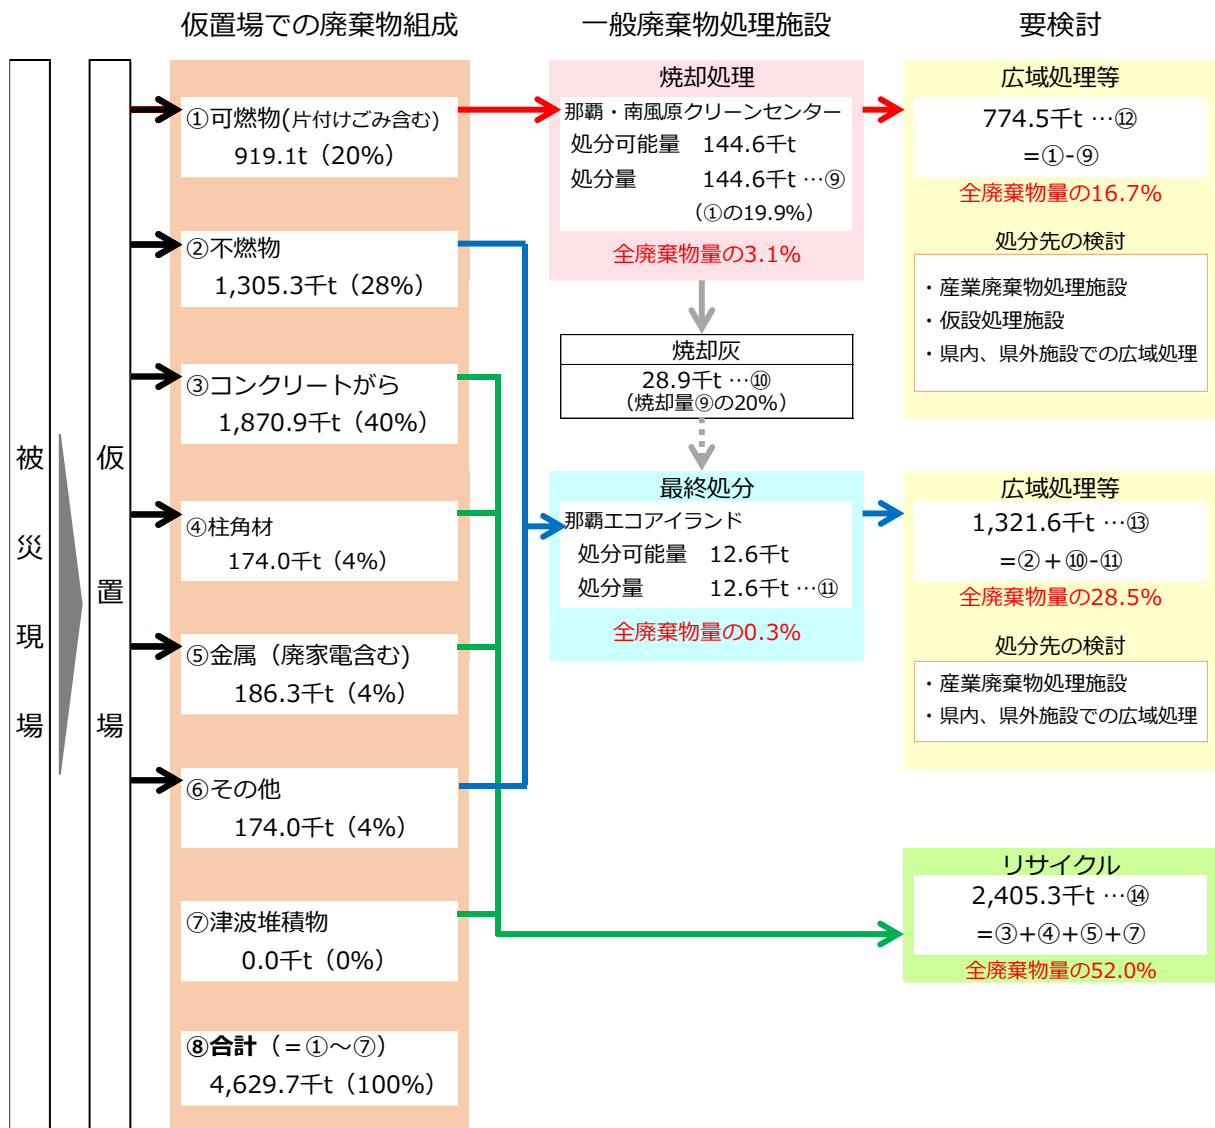 仮置場での廃棄物組成
一般廃棄物処理施設
要検討
被災現場
仮置場
①可燃物(片付けごみ含む)
919.1t（20%）
②不燃物
1,305.3千t（28%）
③コンクリートがら
1,870.9千t（40%）
④柱角材
174.0千t（4%）
⑤金属（廃家電含む)
186.3千t（4%）
⑥その他
174.0千t（4%）
⑦津波堆積物
0.0千t（0%）
⑧合計（＝①～⑦）
4,629.7千t（100%）
焼却処理
那覇・南風原クリーンセンター
処分可能量 144.6千t
処分量 144.6千t …⑨
（①の19.9%）
全廃棄物量の3.1%
焼却灰
28.9千t …⑩
（焼却量⑨の20%）
最終処分
那覇エコアイランド
処分可能量 12.6千t
処分量 12.6千t …⑪
全廃棄物量の0.3%
広域処理等
774.5千t …⑫
=①-⑨
全廃棄物量の16.7%
処分先の検討
・産業廃棄物処理施設
・仮設処理施設
・県内、県外施設での広域処理
広域処理等
1,321.6千t …⑬
=②＋⑩-⑪
全廃棄物量の28.5%
処分先の検討
・産業廃棄物処理施設
・県内、県外施設での広域処理
リサイクル
2,405.3千t …⑭
=③+④+⑤+⑦
全廃棄物量の52.0%